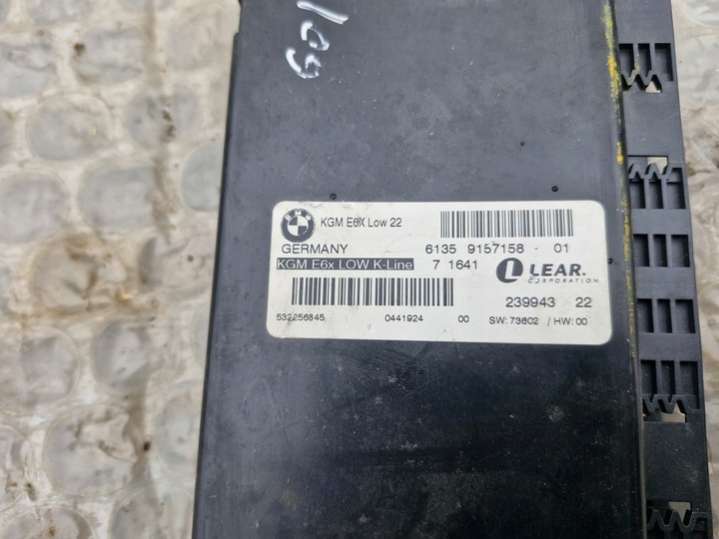 KGM E6X Low 22
GERMANY 6135 9157158 - 01
KGM E6x LOW K-Line 7 1641 LEAR.
CORPORATION
239943 22
532256845 0441924 00 SW: 73602 / HW: 00